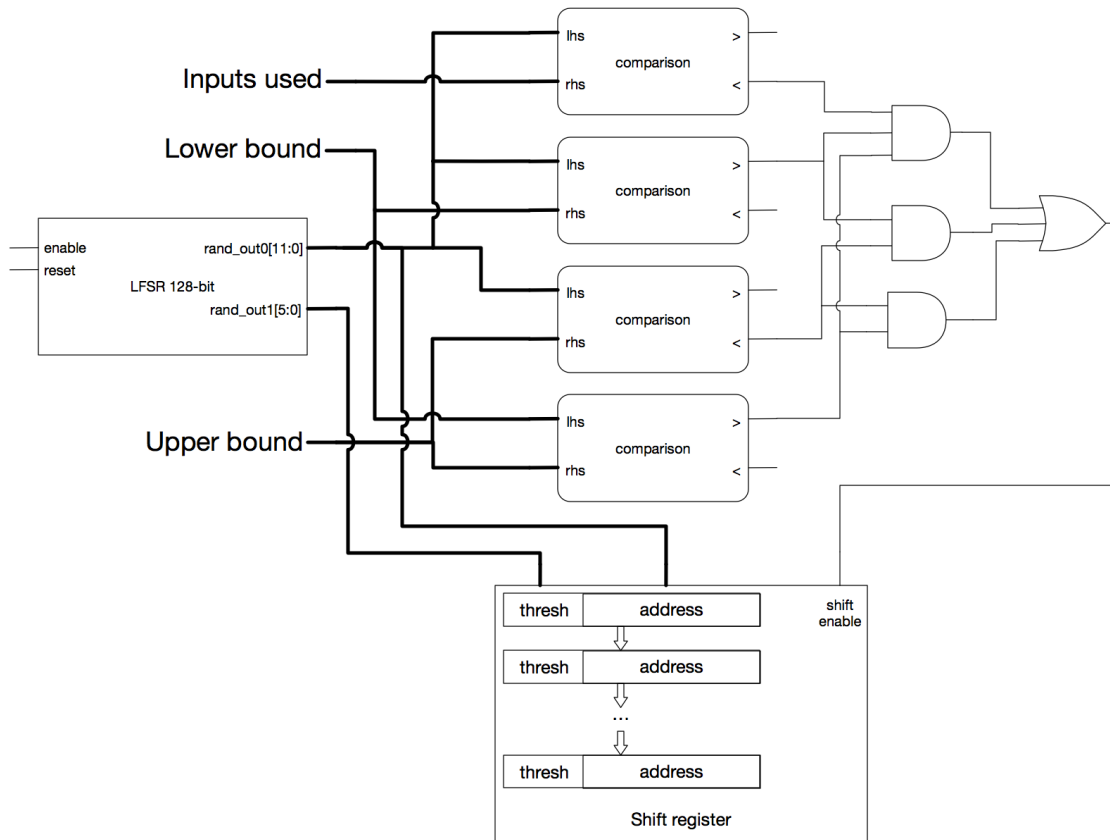 Inputs used
Lower bound
Upper bound
enable
reset
rand_out0[11:0]
LFSR 128-bit
rand_out1[5:0]
lhs
rhs
comparison
>
<
lhs
rhs
comparison
>
<
lhs
rhs
comparison
>
<
lhs
rhs
comparison
>
<
thresh address
thresh address
...
thresh address
shift
enable
Shift register